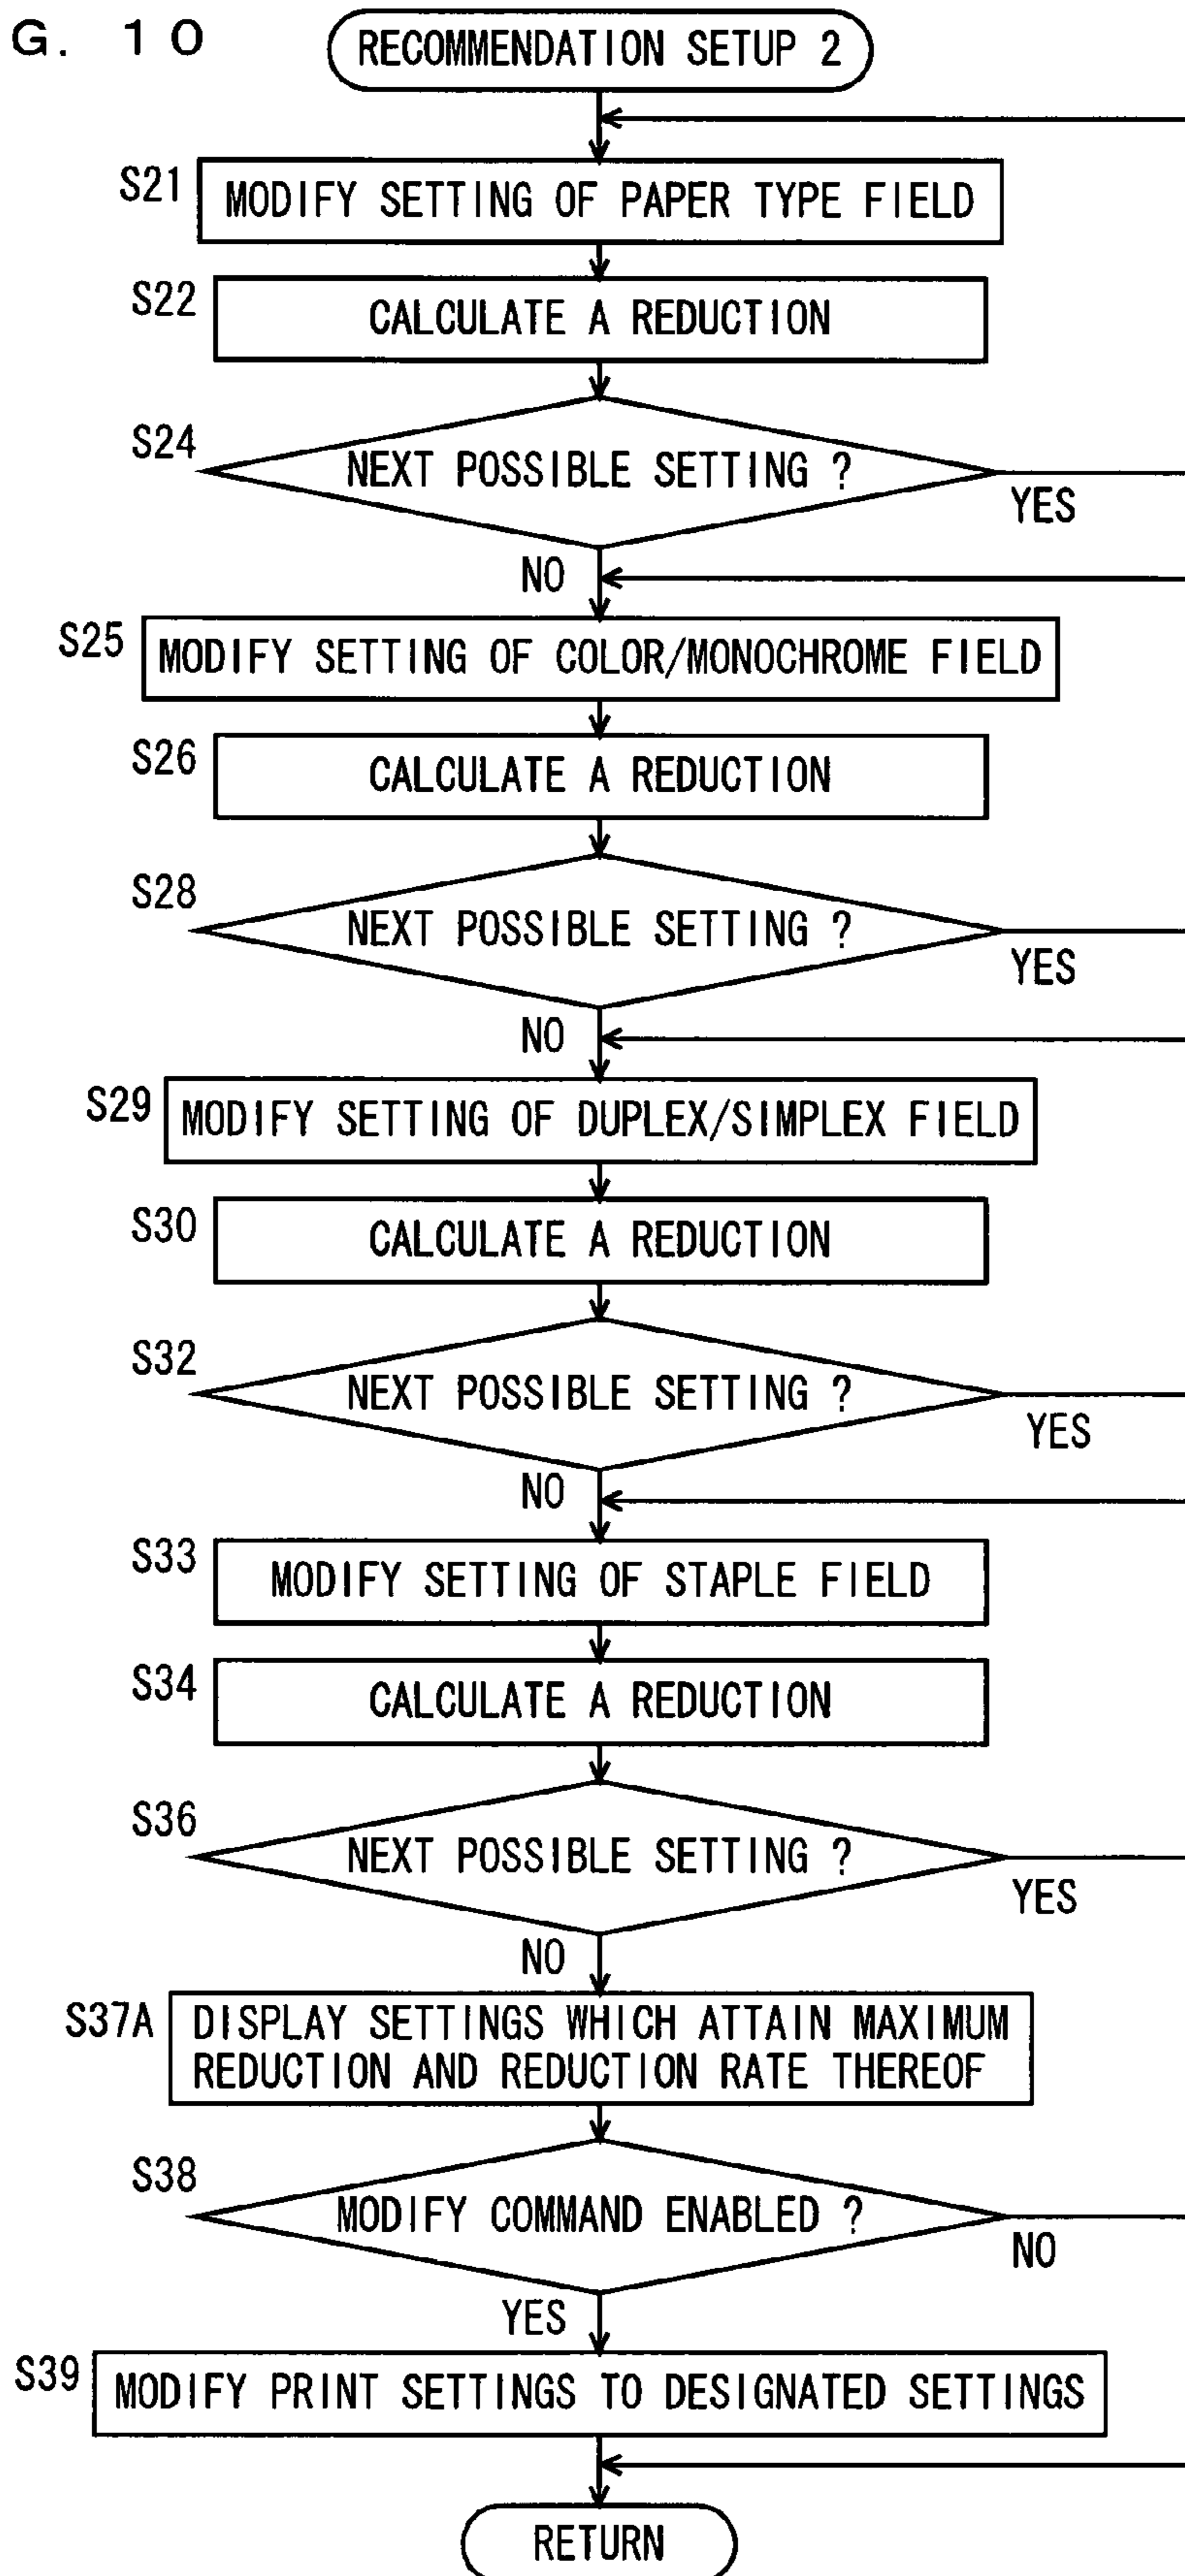 G. 10
RECOMMENDATION SETUP 2
S21
MODIFY SETTING OF PAPER TYPE FIELD
S22
CALCULATE A REDUCTION
S24
NEXT POSSIBLE SETTING ?
YES
NO
S25
MODIFY SETTING OF COLOR/MONOCHROME FIELD
S26
CALCULATE A REDUCTION
S28
NEXT POSSIBLE SETTING ?
YES
NO
S29
MODIFY SETTING OF DUPLEX/SIMPLEX FIELD
S30
CALCULATE A REDUCTION
S32
NEXT POSSIBLE SETTING ?
YES
NO
S33
MODIFY SETTING OF STAPLE FIELD
S34
CALCULATE A REDUCTION
S36
NEXT POSSIBLE SETTING ?
YES
NO
S37A
DISPLAY SETTINGS WHICH ATTAIN MAXIMUM
REDUCTION AND REDUCTION RATE THEREOF
S38
MODIFY COMMAND ENABLED ?
NO
YES
S39
MODIFY PRINT SETTINGS TO DESIGNATED SETTINGS
RETURN